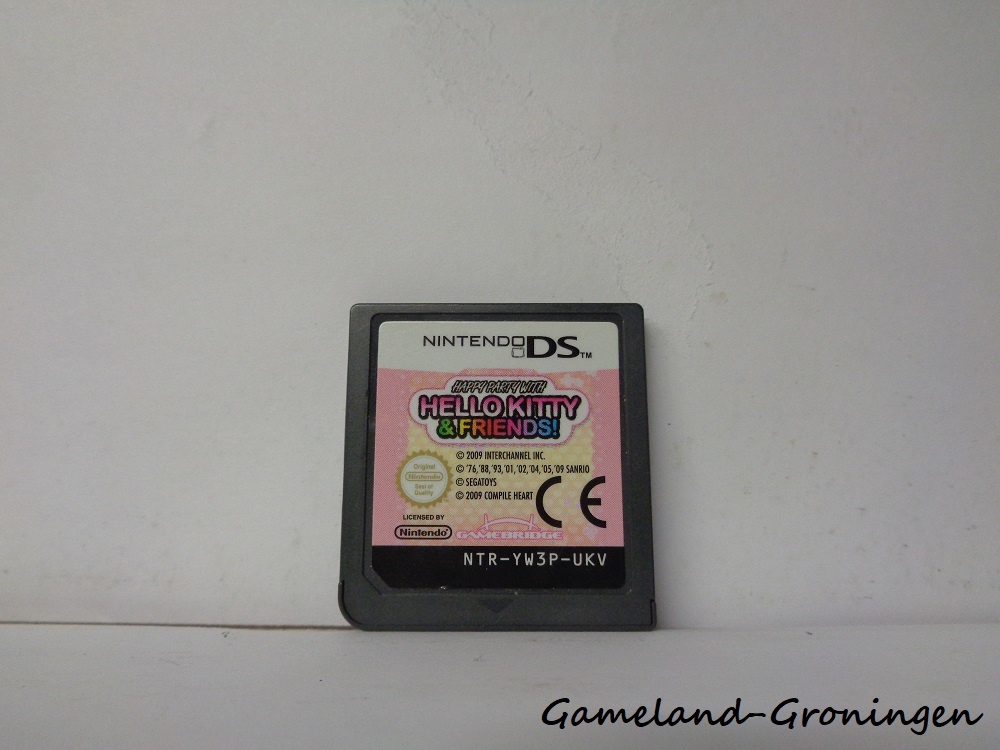 NINTENDO DS TM
HAPPY PARTY WITH
HELLO KITTY
& FRIENDS!
© 2009 INTERCHANNEL INC.
© '76,'88,'93,'01,'02,'04,'05,'09 SANRIO
© SEGATOYS
© 2009 COMPILE HEART
CE
Original
Nintendo
Seal of
Quality
LICENSED BY
Nintendo®
GAMEBRIDGE
NTR-YW3P-UKV
Gameland-Groningen